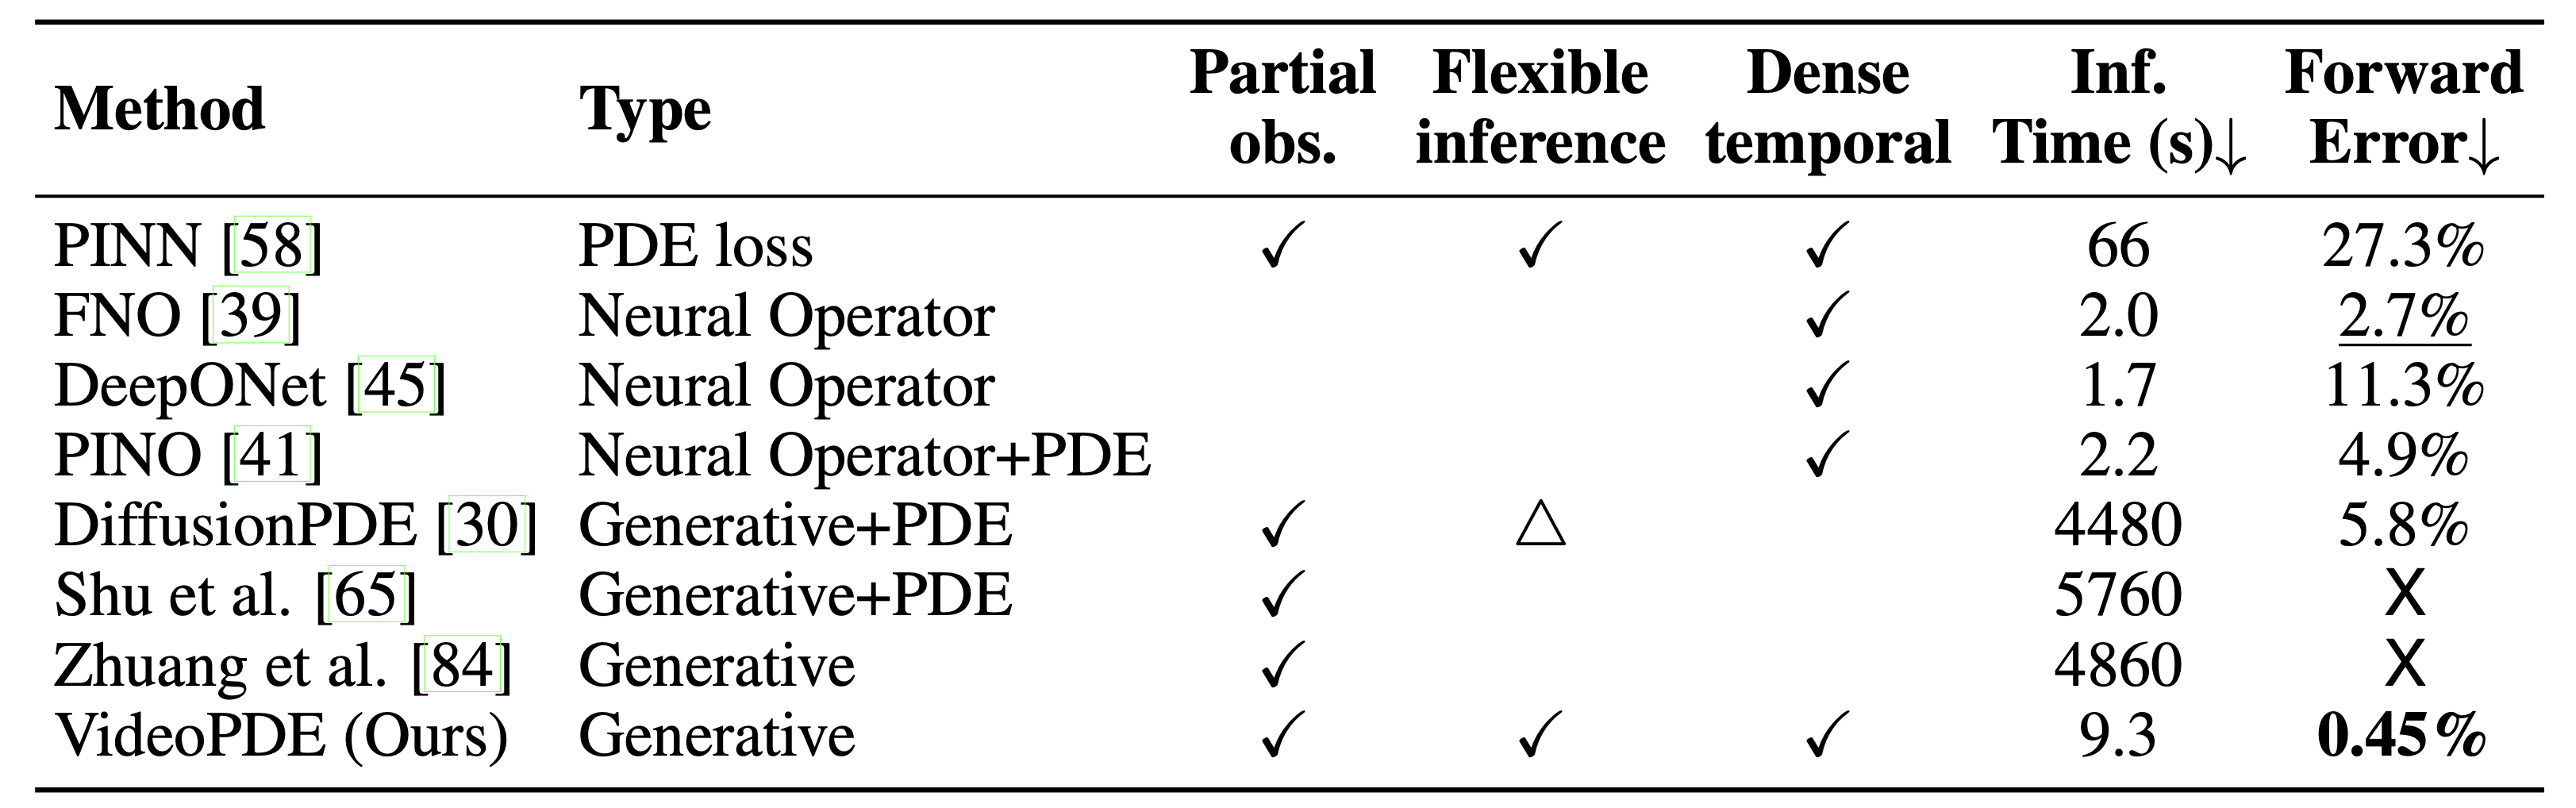 Method Type Partial obs. Flexible inference Dense temporal Inf. Time (s)↓ Forward Error↓
PINN [58] PDE loss ✓ ✓ ✓ 66 27.3%
FNO [39] Neural Operator ✓ 2.0 2.7%
DeepONet [45] Neural Operator ✓ 1.7 11.3%
PINO [41] Neural Operator+PDE ✓ 2.2 4.9%
DiffusionPDE [30] Generative+PDE ✓ △ 4480 5.8%
Shu et al. [65] Generative+PDE ✓ 5760 X
Zhuang et al. [84] Generative ✓ 4860 X
VideoPDE (Ours) Generative ✓ ✓ ✓ 9.3 0.45%